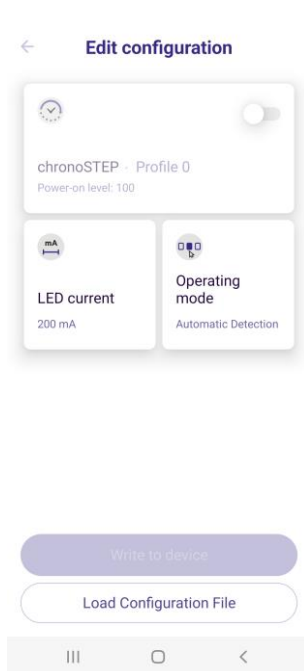 Edit configuration
chronoSTEP - Profile 0
Power-on level: 100
mA
LED current
200 mA
Operating
mode
Automatic Detection
Write to device
Load Configuration File